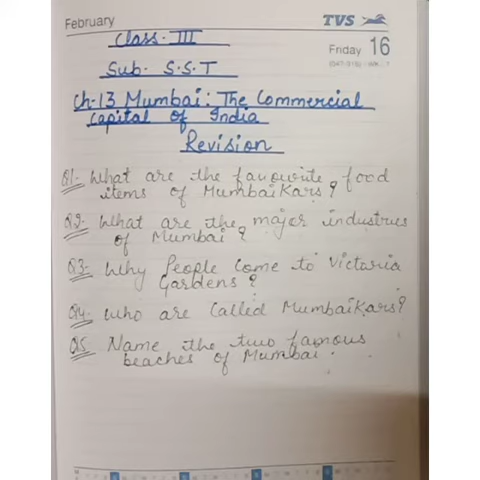 February
TVS
Friday 16
Class - III
Sub - S.S.T
Ch-13 Mumbai: The Commercial
Capital of India
Revision
Q1- What are the favourite food
items of Mumbaikars?
Q2- What are the major industries
of Mumbai?
Q3- Why People Come to Victoria
Gardens?
Q4- Who are Called Mumbaikars?
Q5. Name the two famous
beaches of Mumbai.